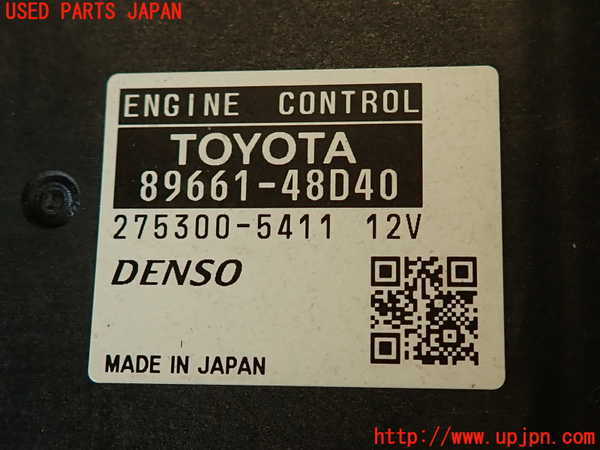 USED PARTS JAPAN
ENGINE CONTROL
TOYOTA
89661-48D40
275300-5411 12V
DENSO
MADE IN JAPAN
http://www.upjpn.com/